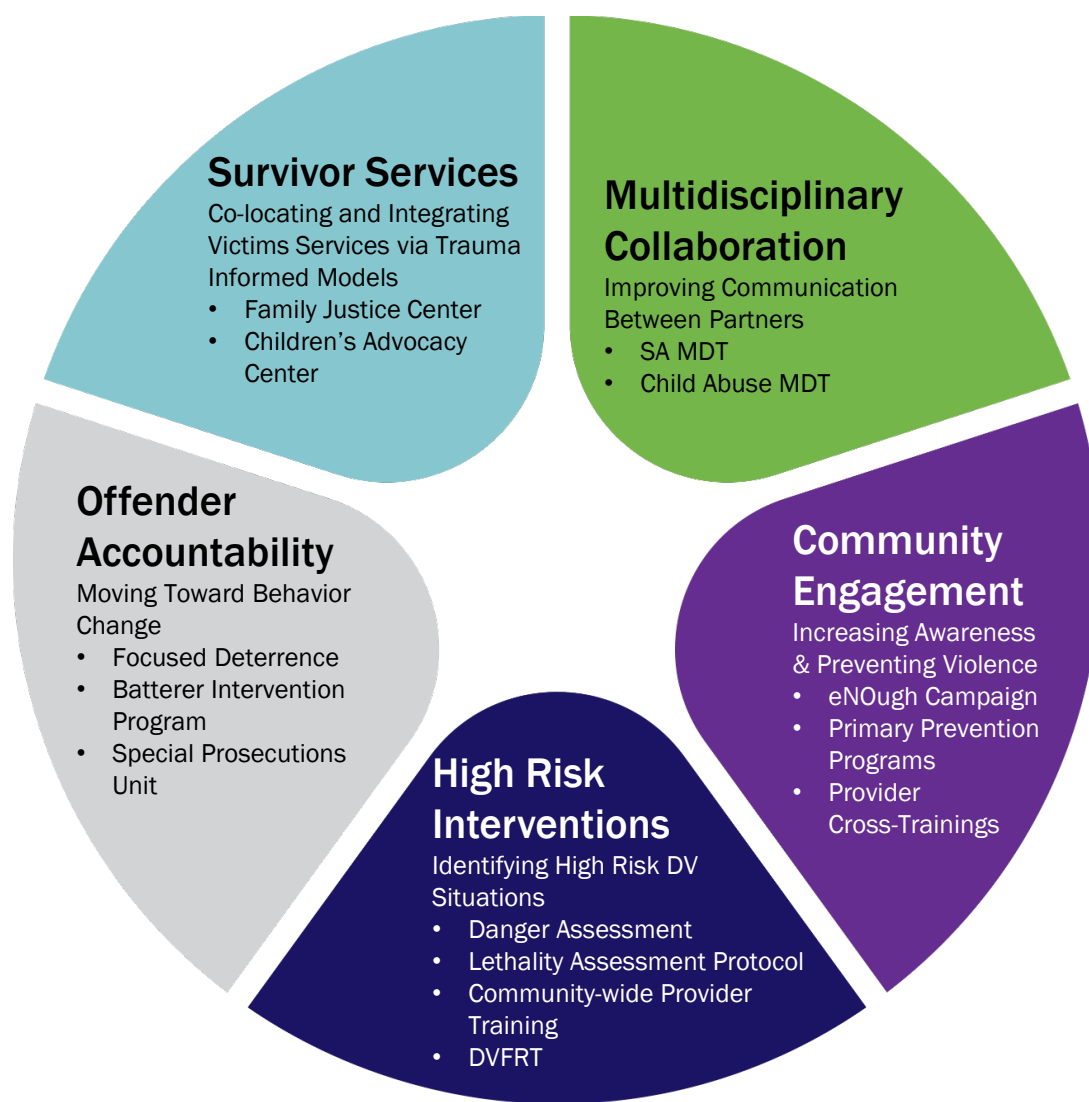 Survivor Services
Co-locating and Integrating
Victims Services via Trauma
Informed Models
• Family Justice Center
• Children's Advocacy
Center
Multidisciplinary
Collaboration
Improving Communication
Between Partners
• SA MDT
• Child Abuse MDT
Community
Engagement
Increasing Awareness
& Preventing Violence
• eNOugh Campaign
• Primary Prevention
Programs
• Provider
Cross-Trainings
High Risk
Interventions
Identifying High Risk DV
Situations
• Danger Assessment
• Lethality Assessment Protocol
• Community-wide Provider
Training
• DVFRT
Offender
Accountability
Moving Toward Behavior
Change
• Focused Deterrence
• Batterer Intervention
Program
• Special Prosecutions
Unit